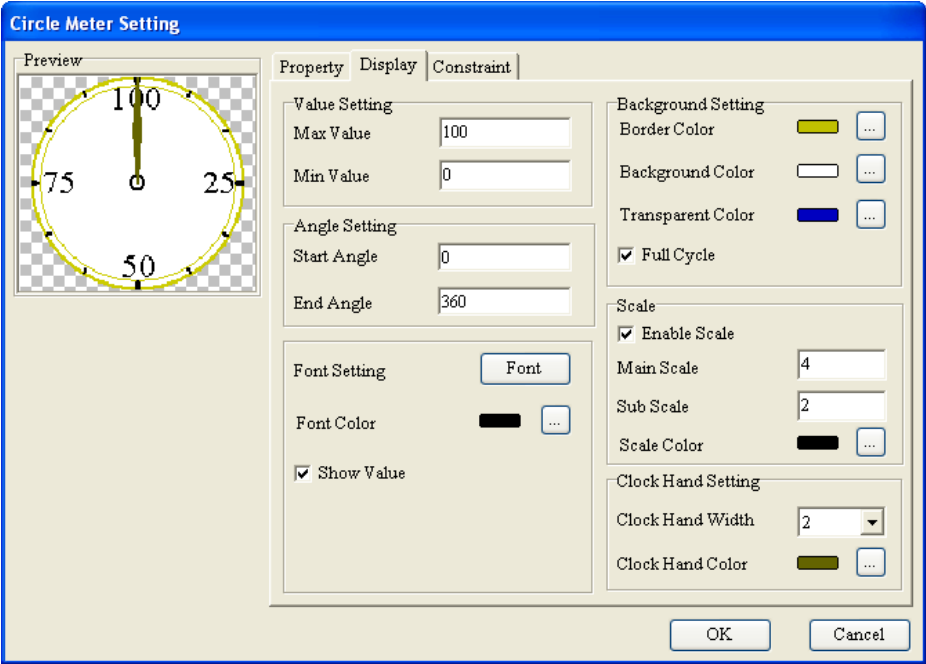 Circle Meter Setting
Preview
100
75
25
50
Property
Display
Constraint
Value Setting
Max Value
100
Min Value
0
Angle Setting
Start Angle
0
End Angle
360
Font Setting
Font
Font Color
...
Show Value
Background Setting
Border Color
...
Background Color
...
Transparent Color
...
Full Cycle
Scale
Enable Scale
Main Scale
4
Sub Scale
2
Scale Color
...
Clock Hand Setting
Clock Hand Width
2
Clock Hand Color
...
OK
Cancel